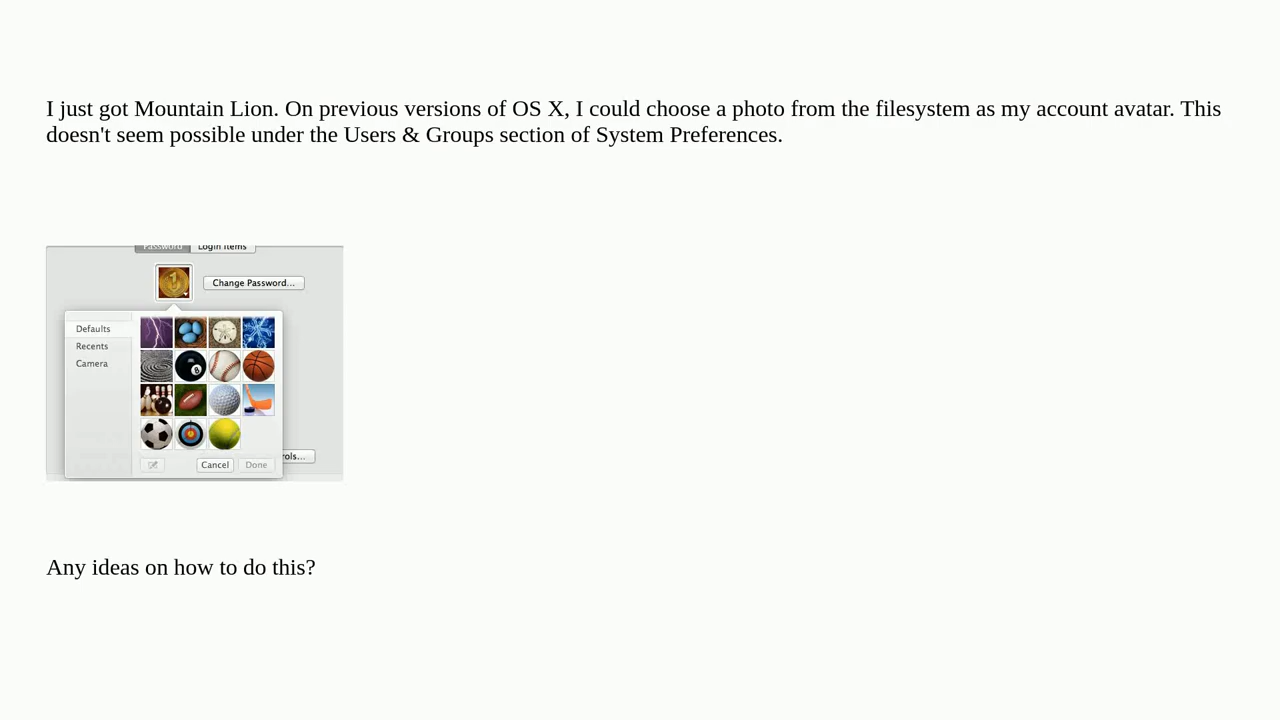 I just got Mountain Lion. On previous versions of OS X, I could choose a photo from the filesystem as my account avatar. This
doesn't seem possible under the Users & Groups section of System Preferences.
Password Login Items
Change Password...
Defaults
Recents
Camera
Cancel Done
rols...
Any ideas on how to do this?